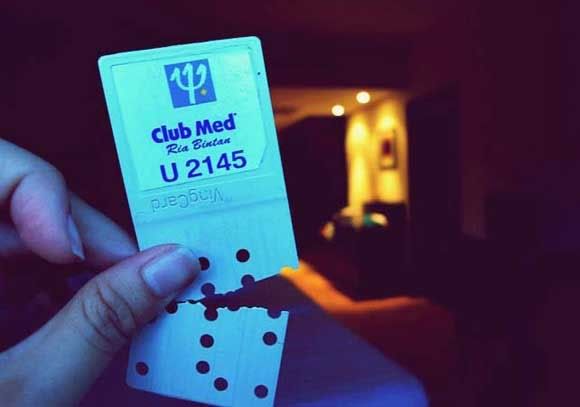 Club Med
Ria Bintan
U 2145
VingCard